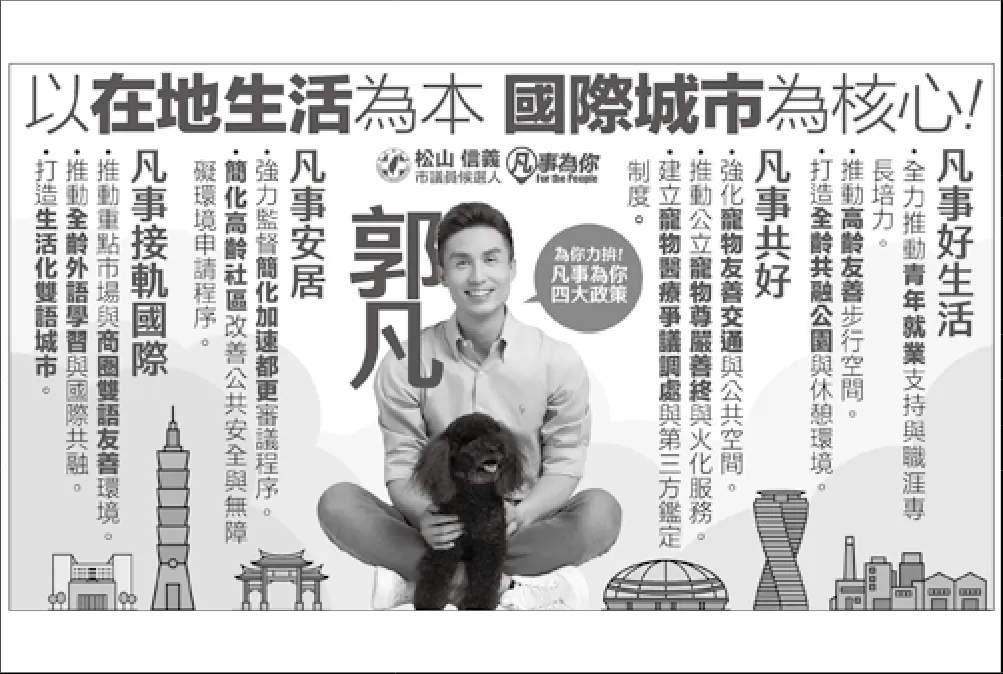 以在地生活為本 國際城市為核心!
凡事好生活
•全力推動青年就業支持與職涯專
長培力。
•推動高齡友善步行空間。
•打造全齡共融公園與休憩環境。
凡事共好
•強化寵物友善交通與公共空間。
•推動公立寵物尊嚴善終與火化服務。
•建立寵物醫療爭議調處與第三方鑑定
制度。
松山 信義
市議員候選人
凡事為你
For the People
郭凡
為你力拚!
凡事為你
四大政策
凡事安居
•強力監督簡化加速都更審議程序。
•簡化高齡社區改善公共安全與無障
礙環境申請程序。
凡事接軌國際
•推動重點市場與商圈雙語友善環境。
•推動全齡外語學習與國際共融。
•打造生活化雙語城市。